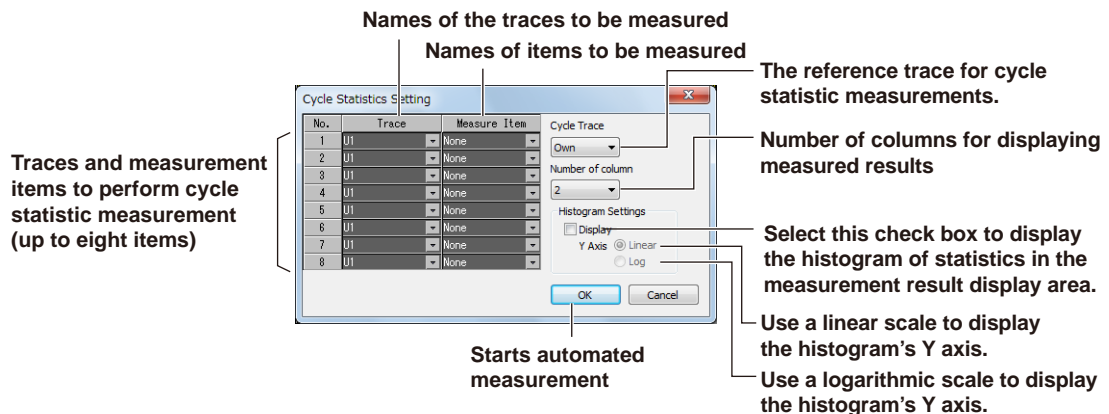 Names of the traces to be measured
Names of items to be measured
The reference trace for cycle
statistic measurements.
Cycle Statistics Setting
No. Trace Measure Item
1 U1 None
2 U1 None
3 U1 None
4 U1 None
5 U1 None
6 U1 None
7 U1 None
8 U1 None
Cycle Trace
Own
Number of column
2
Histogram Settings
Display
Y Axis Linear
Log
OK Cancel
Traces and measurement
items to perform cycle
statistic measurement
(up to eight items)
Number of columns for displaying
measured results
Select this check box to display
the histogram of statistics in the
measurement result display area.
Use a linear scale to display
the histogram's Y axis.
Starts automated
measurement
Use a logarithmic scale to display
the histogram's Y axis.